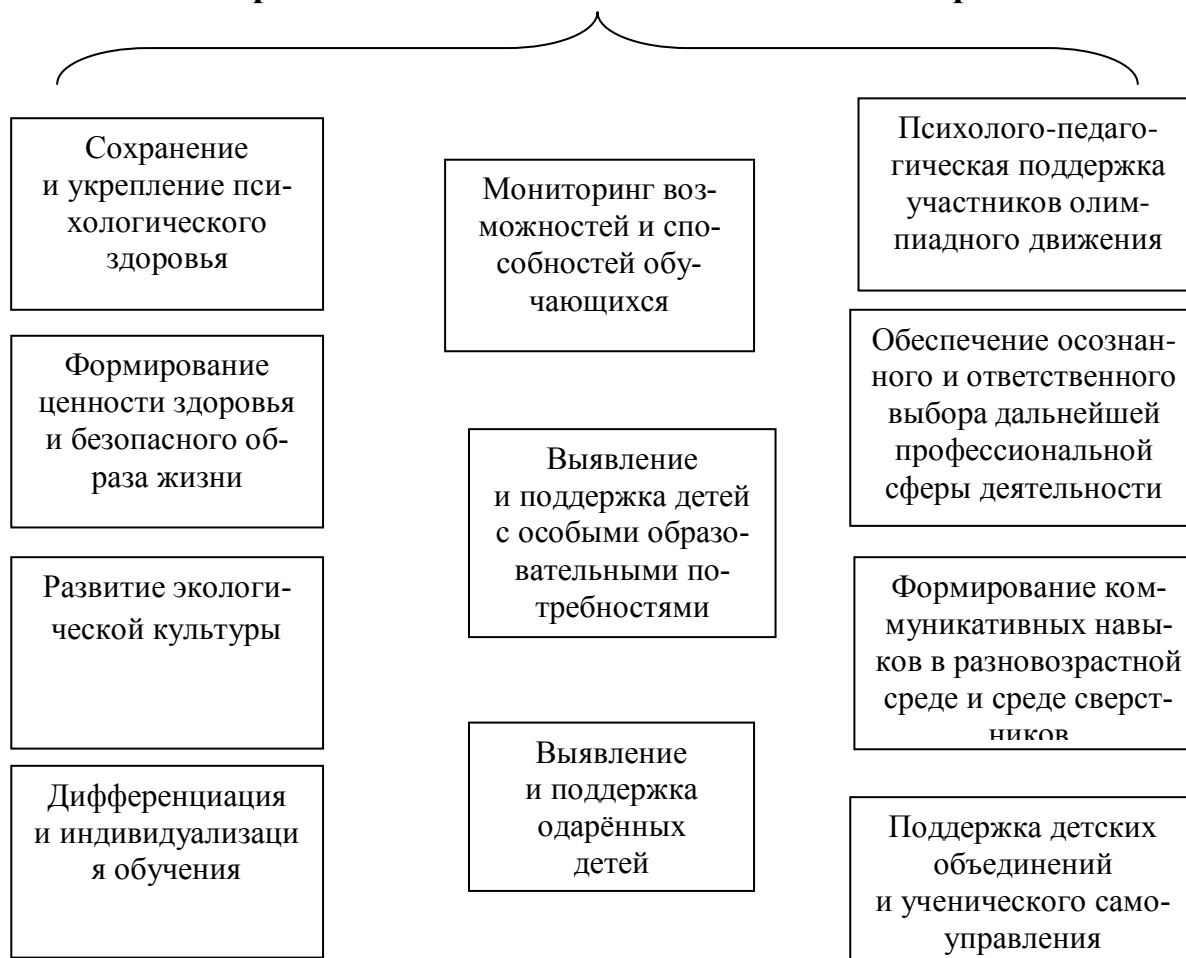 Сохранение
и укрепление пси-
хологического
здоровья
Формирование
ценности здоровья
и безопасного об-
раза жизни
Развитие экологи-
ческой культуры
Дифференциация
и индивидуализаци
я обучения
Мониторинг воз-
можностей и спо-
собностей обу-
чающихся
Выявление
и поддержка детей
с особыми образо-
вательными по-
требностями
Выявление
и поддержка
одарённых
детей
Психолого-педаго-
гическая поддержка
участников олим-
пиадного движения
Обеспечение осознан-
ного и ответственного
выбора дальнейшей
профессиональной
сферы деятельности
Формирование ком-
муникативных навы-
ков в разновозрастной
среде и среде сверст-
ников
Поддержка детских
объединений
и ученического само-
управления